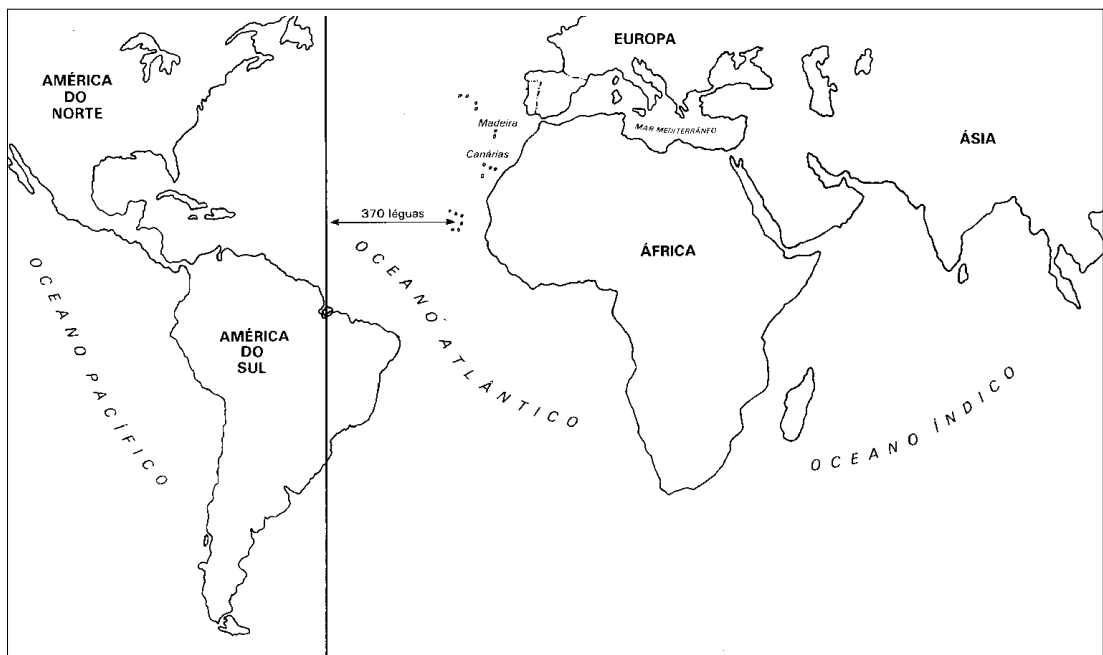 EUROPA
AMÉRICA
DO
NORTE
Madeira
MAR MEDITERRÂNEO
ÁSIA
Canárias
370 léguas
ÁFRICA
OCEANO PACÍFICO
OCEANO ATLÂNTICO
AMÉRICA
DO
SUL
OCEANO ÍNDICO